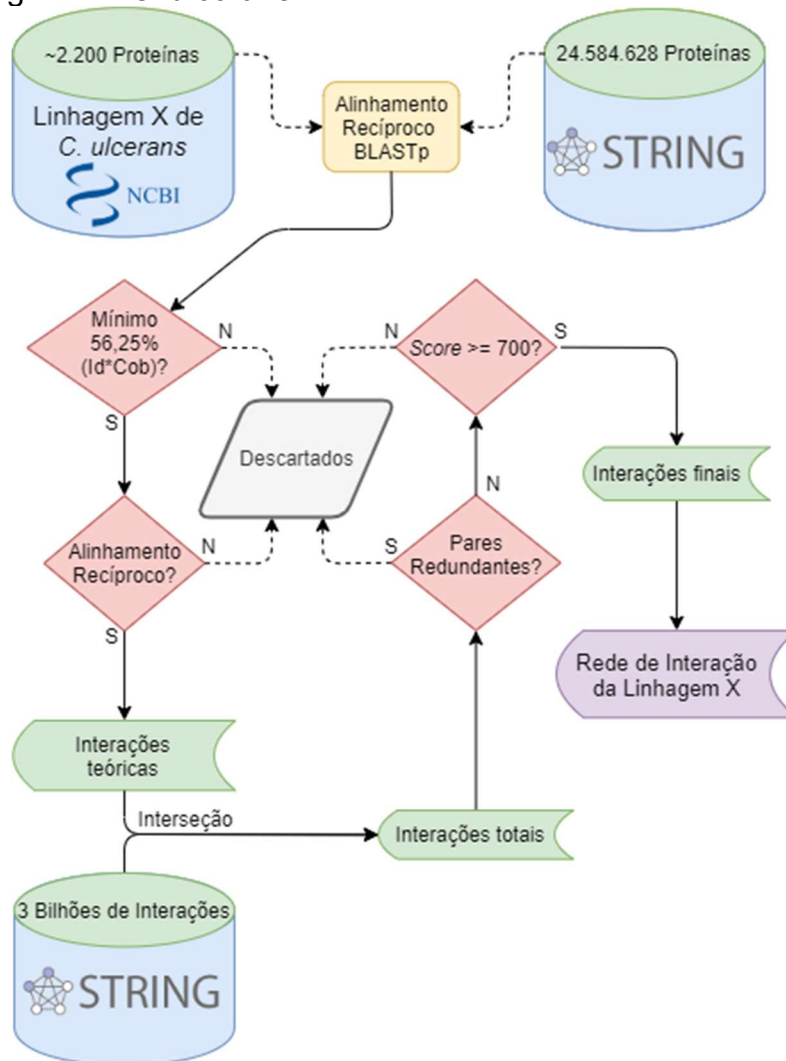 ~2.200 Proteínas
Linhagem X de
C. ulcerans
NCBI
Alinhamento
Recíproco
BLASTp
24.584.628 Proteínas
STRING
Mínimo
56,25%
(Id*Cob)?
N
S
N
Score >= 700?
S
Descartados
Interações finais
N
Alinhamento
Recíproco?
N
S
Pares
Redundantes?
S
Rede de Interação
da Linhagem X
Interações
teóricas
Interseção
Interações totais
3 Bilhões de Interações
STRING